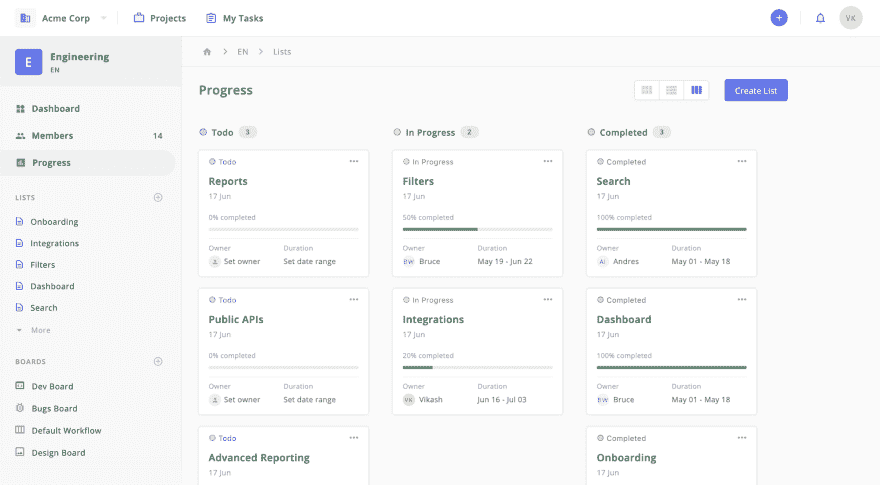 Acme Corp
Projects
My Tasks
+
VK
E
Engineering
EN
Dashboard
Members 14
Progress
LISTS
Onboarding
Integrations
Filters
Dashboard
Search
More
BOARDS
Dev Board
Bugs Board
Default Workflow
Design Board
EN
Lists
Progress
Create List
Todo 3
Todo
Reports
17 Jun
0% completed
Owner Duration
Set owner Set date range
Todo
Public APIs
17 Jun
0% completed
Owner Duration
Set owner Set date range
Todo
Advanced Reporting
17 Jun
In Progress 2
In Progress
Filters
17 Jun
50% completed
Owner Duration
BW Bruce May 19 - Jun 22
In Progress
Integrations
17 Jun
20% completed
Owner Duration
VK Vikash Jun 16 - Jul 03
Completed 3
Completed
Search
17 Jun
100% completed
Owner Duration
AI Andres May 01 - May 18
Completed
Dashboard
17 Jun
100% completed
Owner Duration
BW Bruce May 01 - May 18
Completed
Onboarding
17 Jun